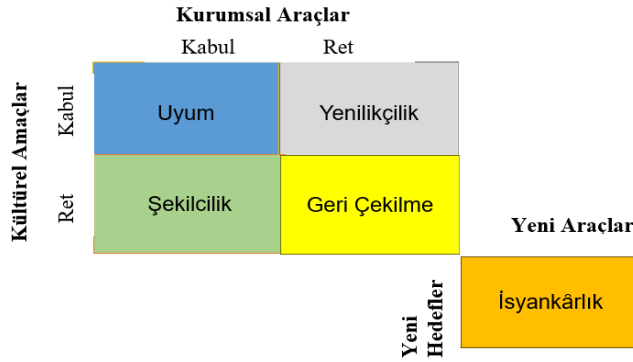 Kurumsal Araçlar
Kabul Ret
Kültürel Amaçlar
Kabul
Uyum Yenilikçilik
Ret
Şekilcilik Geri Çekilme
Yeni Araçlar
Yeni
Hedefler
İsyankârlık